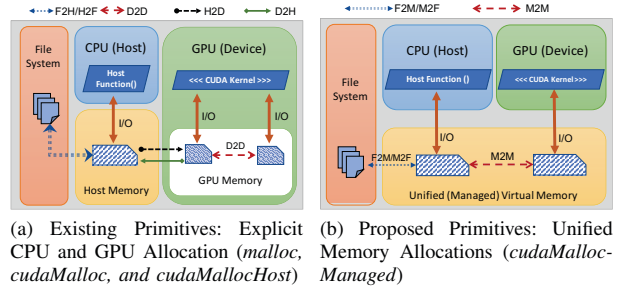 F2H/H2F D2D H2D D2H
File
System
CPU (Host)
Host
Function()
GPU (Device)
<<< CUDA Kernel >>>
I/O
I/O
I/O
D2D
Host Memory
GPU Memory
(a) Existing Primitives: Explicit
CPU and GPU Allocation (malloc,
cudaMalloc, and cudaMallocHost)
F2M/M2F M2M
File
System
CPU (Host)
Host Function ()
GPU (Device)
<<< CUDA Kernel >>>
I/O
I/O
F2M/M2F
M2M
Unified (Managed) Virtual Memory
(b) Proposed Primitives: Unified
Memory Allocations (cudaMalloc-
Managed)